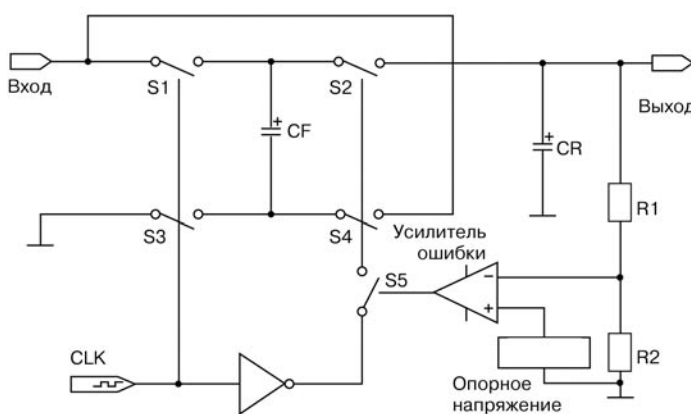 Вход
S1
S2
Выход
+
CF
+
CR
S3
S4
Усилитель
ошибки
R1
S5
−
+
CLK
R2
Опорное
напряжение